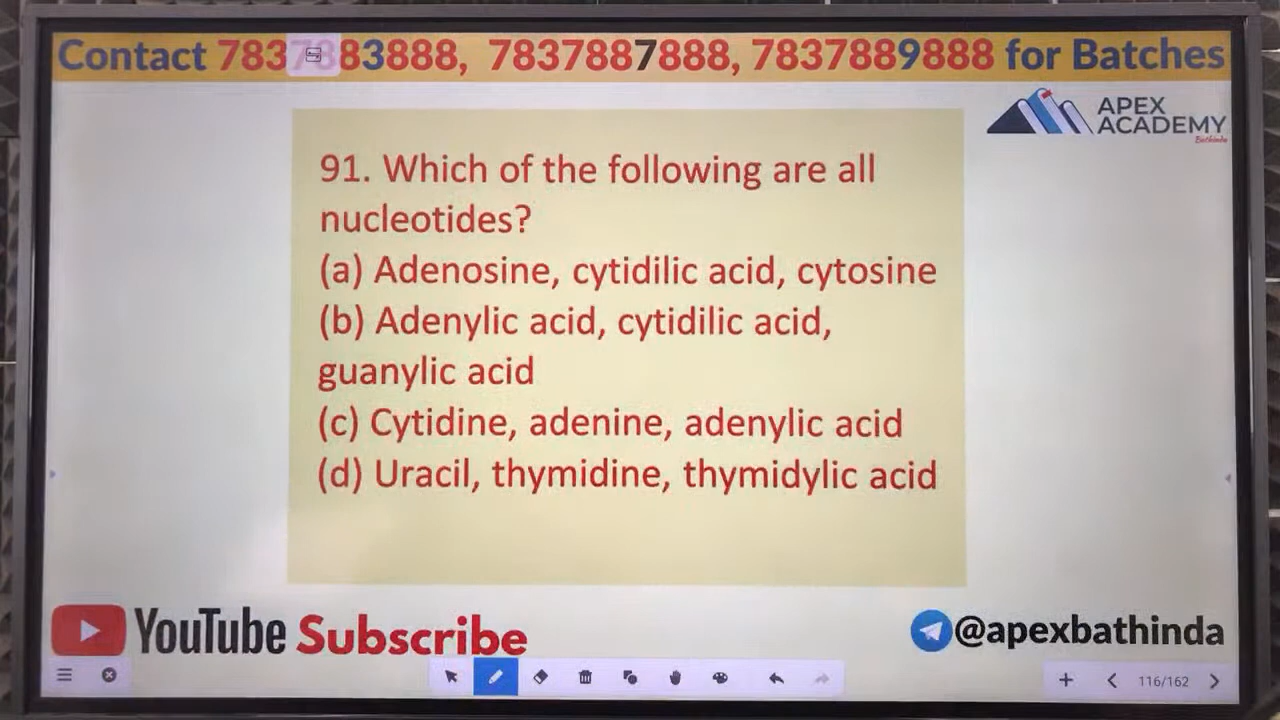 Contact 7837883888, 7837887888, 7837889888 for Batches
APEX
ACADEMY
Bathinda
91. Which of the following are all
nucleotides?
(a) Adenosine, cytidilic acid, cytosine
(b) Adenylic acid, cytidilic acid,
guanylic acid
(c) Cytidine, adenine, adenylic acid
(d) Uracil, thymidine, thymidylic acid
YouTube Subscribe
@apexbathinda
116/162